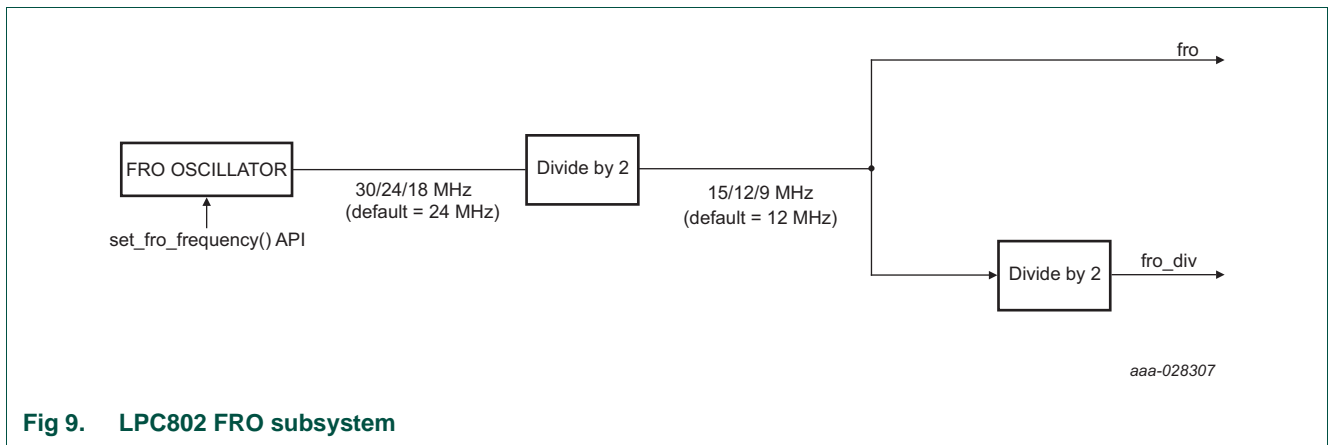 fro
FRO OSCILLATOR
Divide by 2
30/24/18 MHz
(default = 24 MHz)
15/12/9 MHz
(default = 12 MHz)
set_fro_frequency() API
Divide by 2
fro_div
aaa-028307
Fig 9. LPC802 FRO subsystem